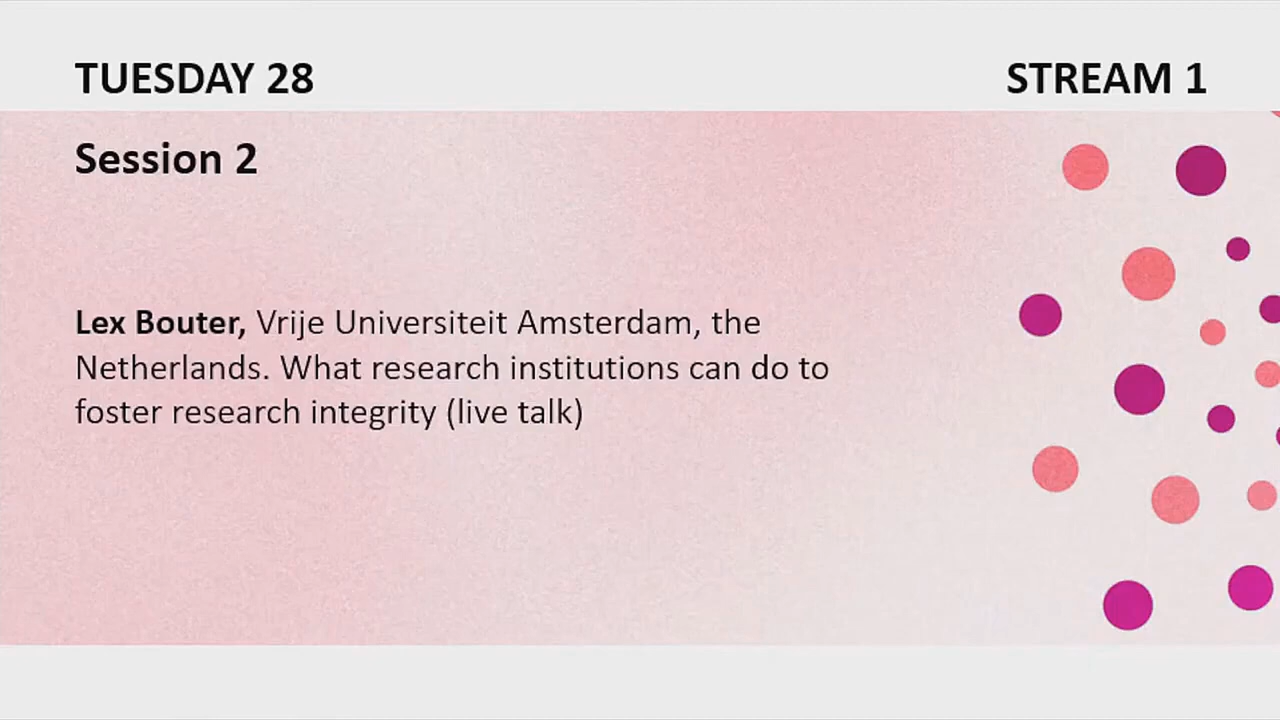 TUESDAY 28
STREAM 1
Session 2
Lex Bouter, Vrije Universiteit Amsterdam, the
Netherlands. What research institutions can do to
foster research integrity (live talk)